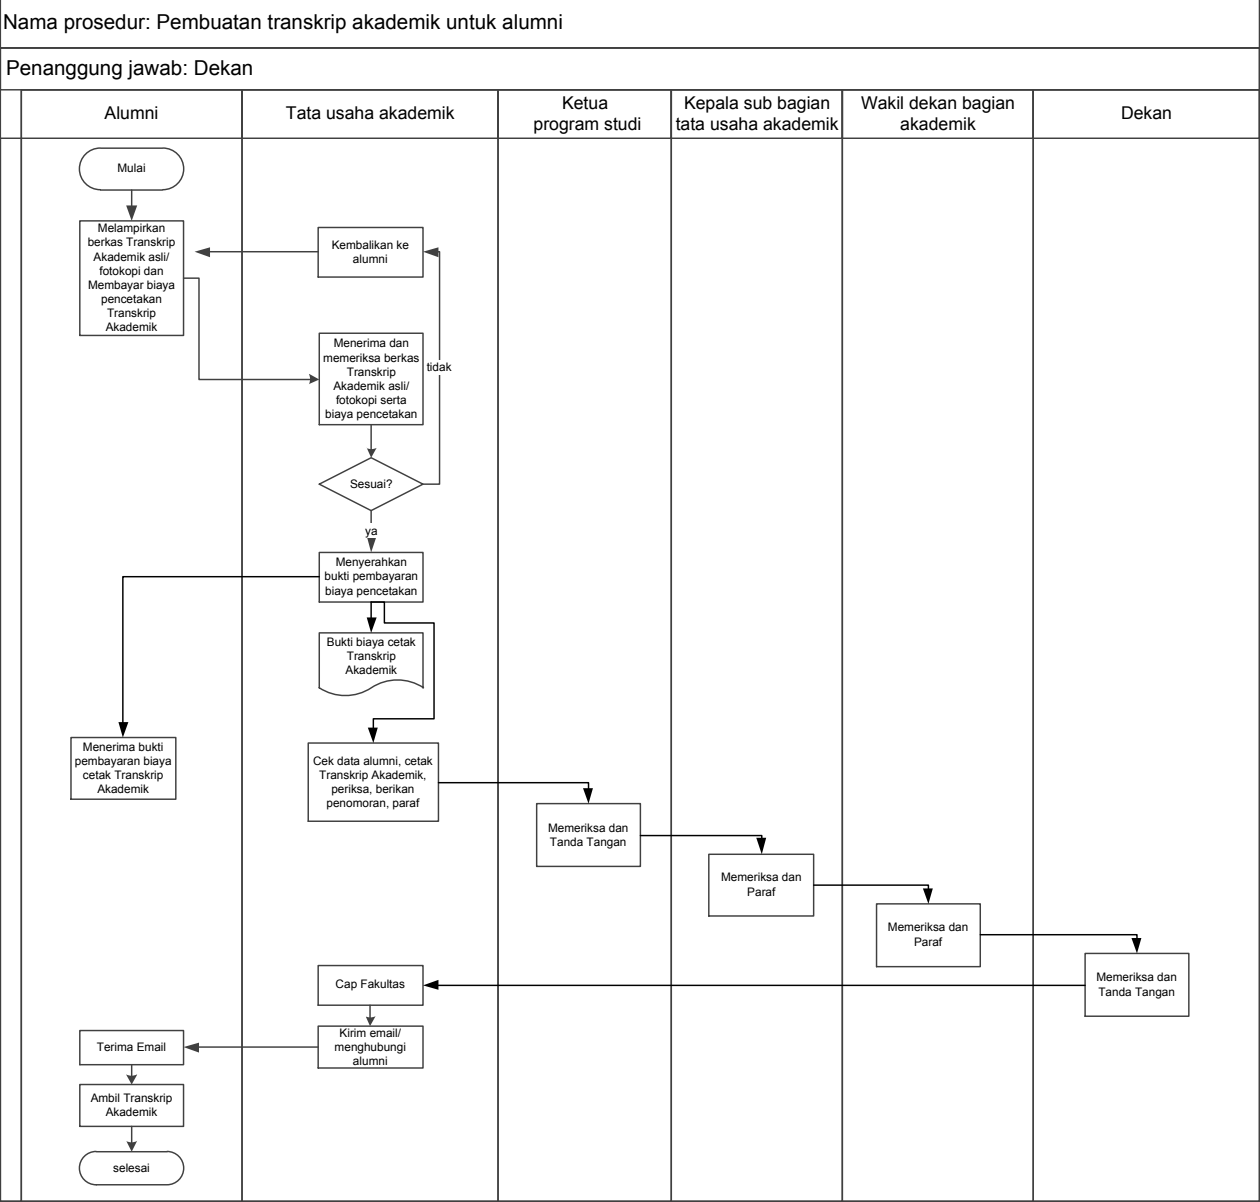 Nama prosedur: Pembuatan transkrip akademik untuk alumni
Penanggung jawab: Dekan
Alumni
Tata usaha akademik
Ketua
program studi
Kepala sub bagian
tata usaha akademik
Wakil dekan bagian
akademik
Dekan
Mulai
Melampirkan
berkas Transkrip
Akademik asli/
fotokopi dan
Membayar biaya
pencetakan
Transkrip
Akademik
Kembalikan ke
alumni
Menerima dan
memeriksa berkas
Transkrip
Akademik asli/
fotokopi serta
biaya pencetakan
tidak
Sesuai?
ya
Menyerahkan
bukti pembayaran
biaya pencetakan
Bukti biaya cetak
Transkrip
Akademik
Menerima bukti
pembayaran biaya
cetak Transkrip
Akademik
Cek data alumni, cetak
Transkrip Akademik,
periksa, berikan
penomoran, paraf
Memeriksa dan
Tanda Tangan
Memeriksa dan
Paraf
Memeriksa dan
Paraf
Memeriksa dan
Tanda Tangan
Cap Fakultas
Kirim email/
menghubungi
alumni
Terima Email
Ambil Transkrip
Akademik
selesai